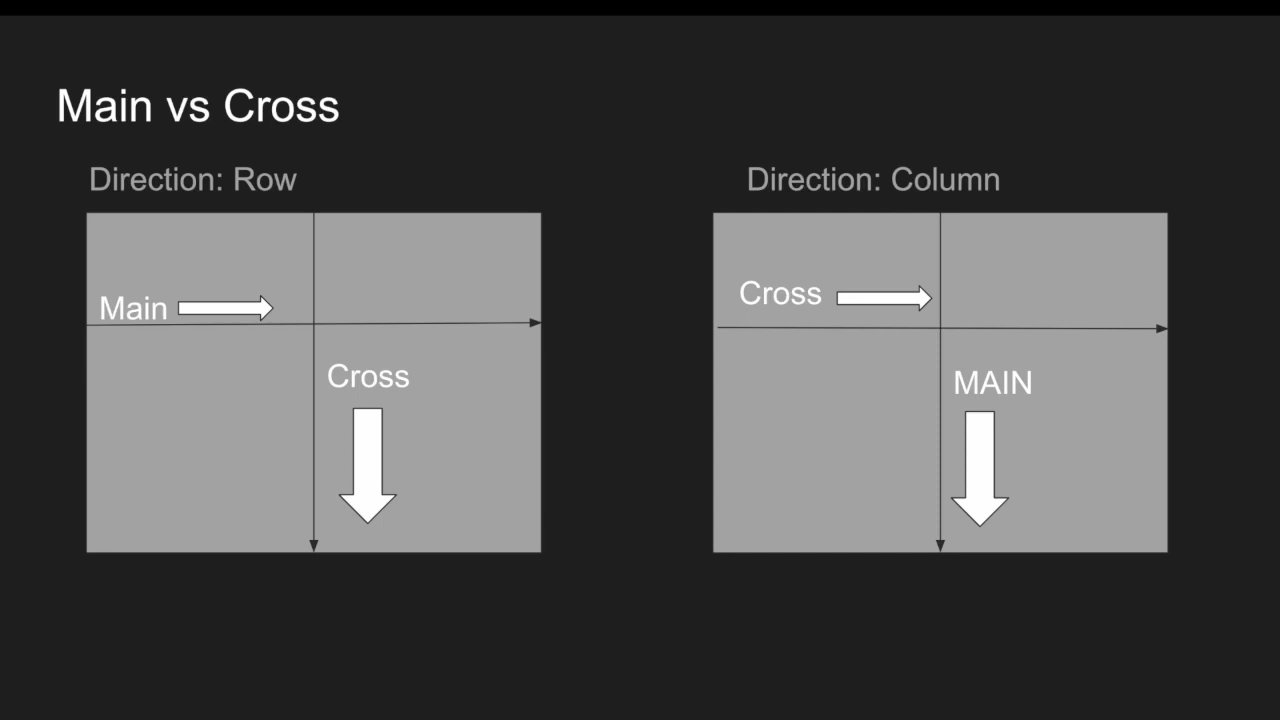 Main vs Cross
Direction: Row
Main
Cross
Direction: Column
Cross
MAIN